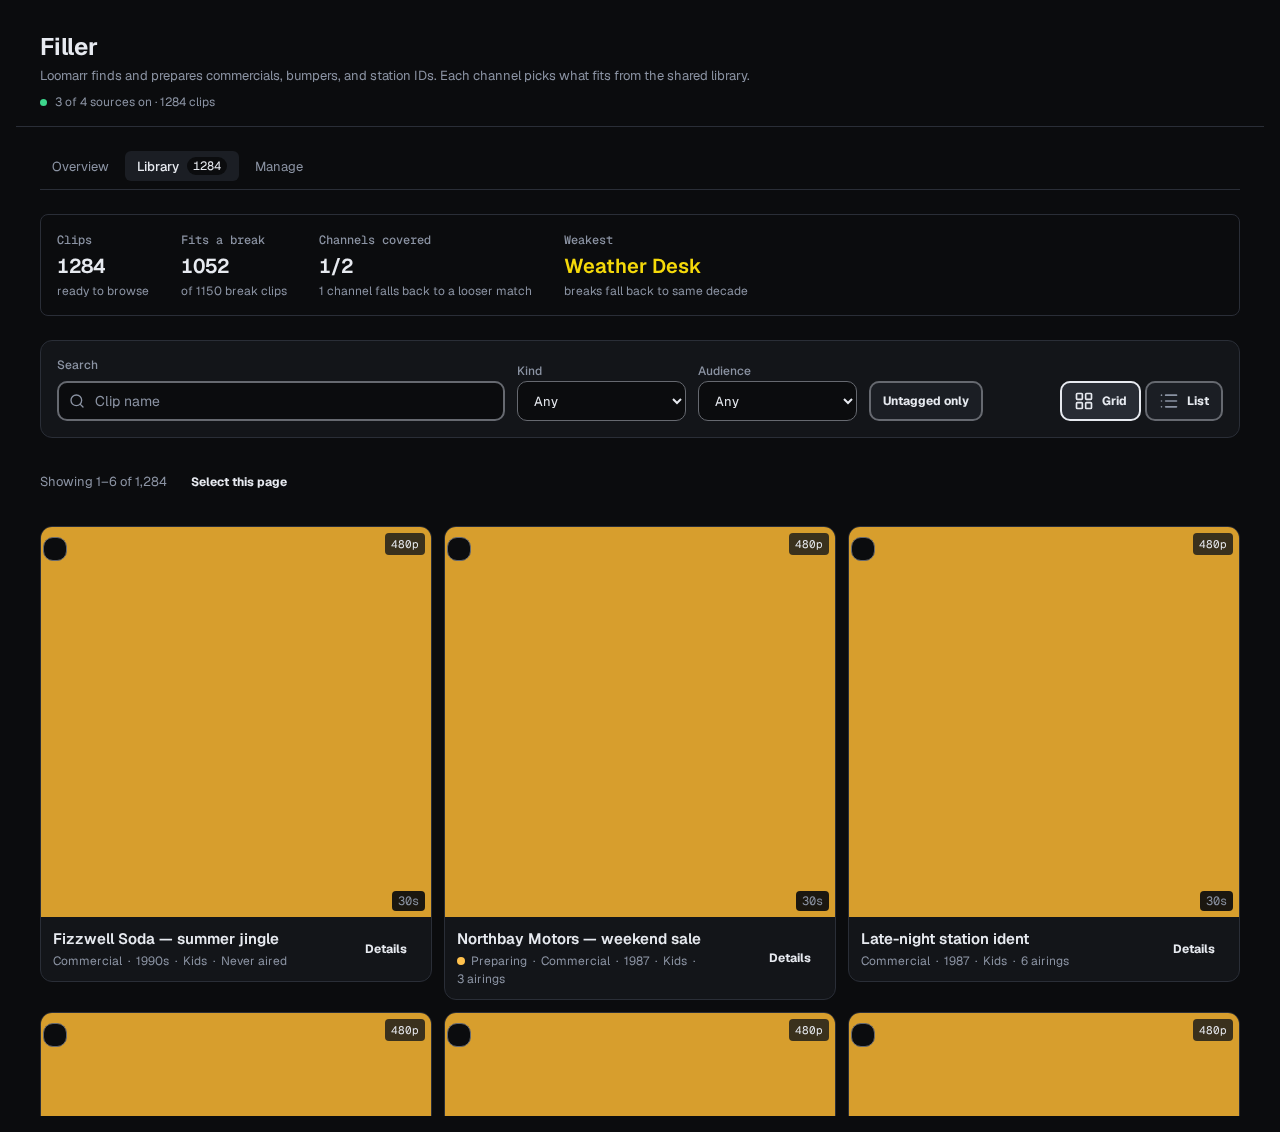 Filler
Loomarr finds and prepares commercials, bumpers, and station IDs. Each channel picks what fits from the shared library.
3 of 4 sources on · 1284 clips
Overview Library 1284 Manage
Clips Fits a break Channels covered Weakest
1284 1052 1/2 Weather Desk
ready to browse of 1150 break clips 1 channel falls back to a looser match breaks fall back to same decade
Search Kind Audience
Clip name Any Any Untagged only Grid List
Showing 1–6 of 1,284 Select this page
480p 480p 480p
30s 30s 30s
Fizzwell Soda — summer jingle Northbay Motors — weekend sale Late-night station ident
Details Details Details
Commercial · 1990s · Kids · Never aired Preparing · Commercial · 1987 · Kids · Commercial · 1987 · Kids · 6 airings
3 airings
480p 480p 480p